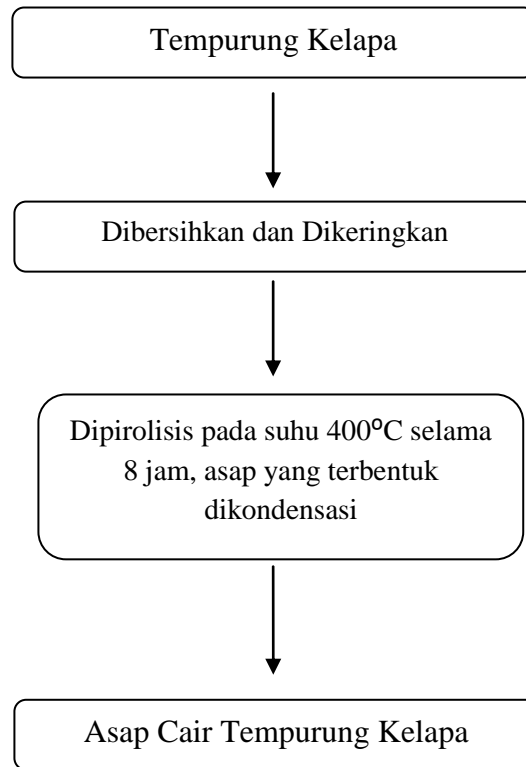 Tempurung Kelapa
Dibersihkan dan Dikeringkan
Dipirolisis pada suhu 400⁰C selama
8 jam, asap yang terbentuk
dikondensasi
Asap Cair Tempurung Kelapa